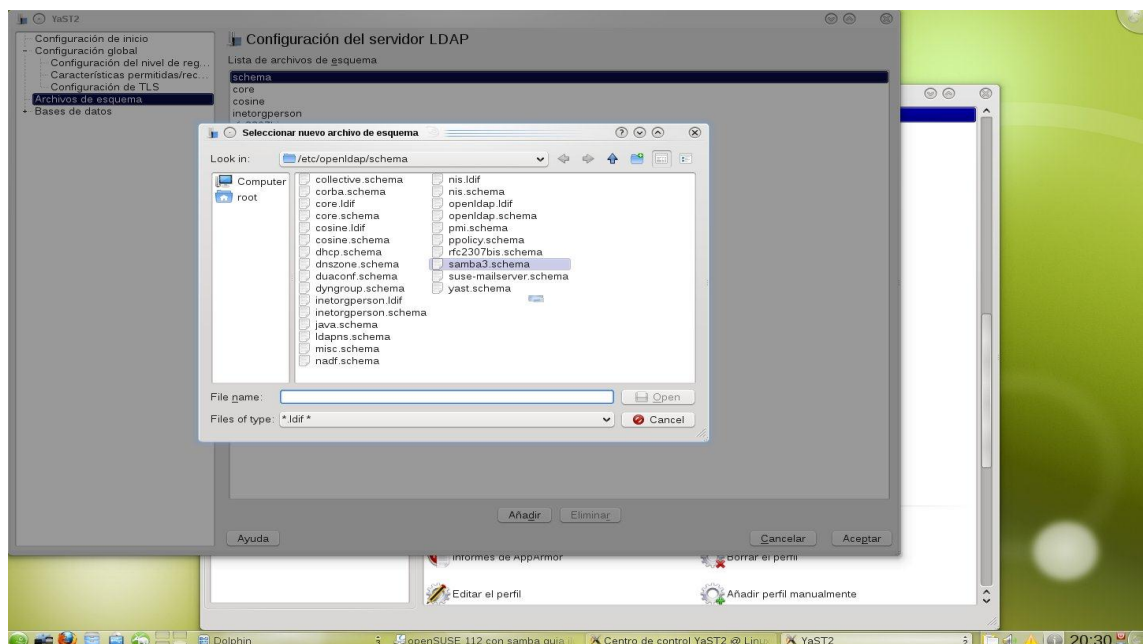 YaST2
Configuración de inicio
Configuración global
Configuración del nivel de reg...
Características permitidas/rec...
Configuración de TLS
Archivos de esquema
Bases de datos
Configuración del servidor LDAP
Lista de archivos de esquema
schema
core
cosine
inetorgperson
Seleccionar nuevo archivo de esquema
Look in:
/etc/openldap/schema
Computer
root
collective.schema
corba.schema
core.ldif
core.schema
cosine.ldif
cosine.schema
dhcp.schema
dnszone.schema
duaconf.schema
dyngroup.schema
inetorgperson.ldif
inetorgperson.schema
java.schema
ldapns.schema
misc.schema
nadf.schema
nis.ldif
nis.schema
openldap.ldif
openldap.schema
pmi.schema
ppolicy.schema
rfc2307bis.schema
samba3.schema
suse-mailserver.schema
yast.schema
File name:
Open
Files of type: *.ldif *
Cancel
Añadir Eliminar
Ayuda
Cancelar Aceptar
Informes de AppArmor
Borrar el perfil
Editar el perfil
Añadir perfil manualmente
Dolphin
openSUSE 112 con samba guia
Centro de control YaST2 @ Linu
YaST2
20:30